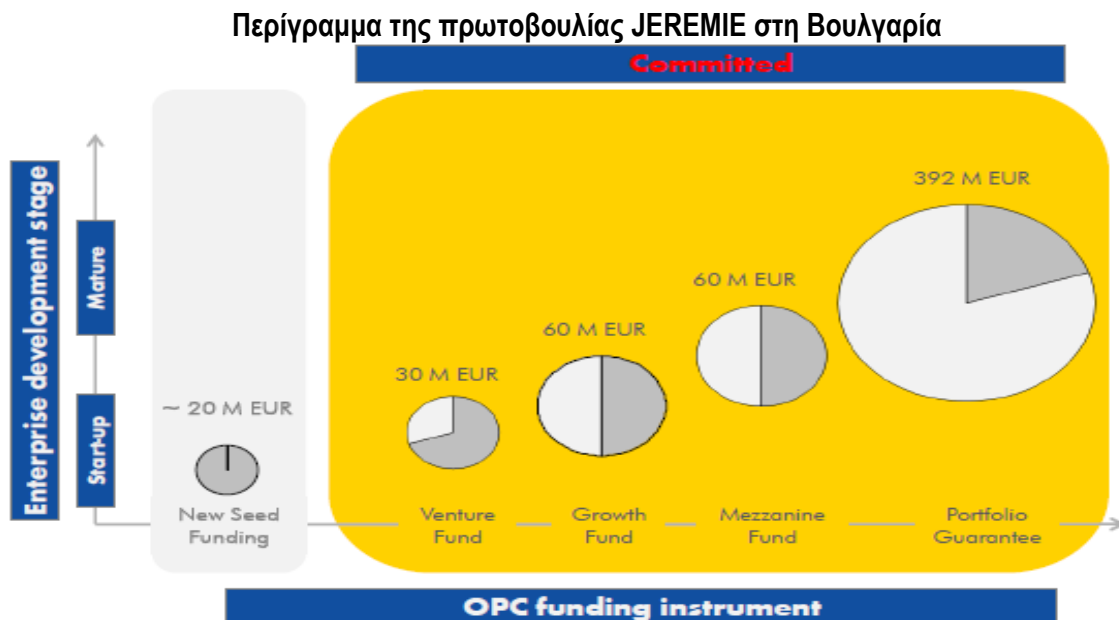 Περίγραμμα της πρωτοβουλίας JEREMIE στη Βουλγαρία
Committed
392 M EUR
60 M EUR
60 M EUR
30 M EUR
~ 20 M EUR
Enterprise development stage
Mature
Start-up
New Seed
Funding
Venture
Fund
Growth
Fund
Mezzanine
Fund
Portfolio
Guarantee
OPC funding instrument